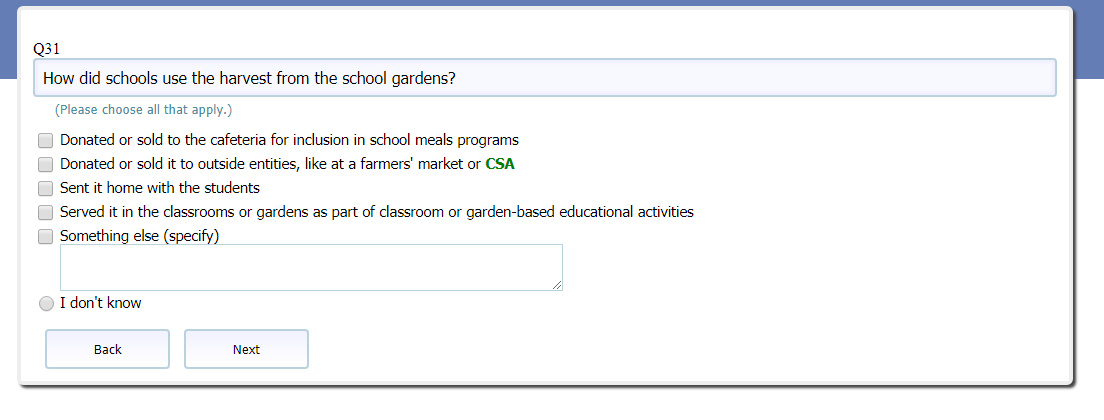 Q31
How did schools use the harvest from the school gardens?
(Please choose all that apply.)
Donated or sold to the cafeteria for inclusion in school meals programs
Donated or sold it to outside entities, like at a farmers' market or CSA
Sent it home with the students
Served it in the classrooms or gardens as part of classroom or garden-based educational activities
Something else (specify)
I don't know
Back Next